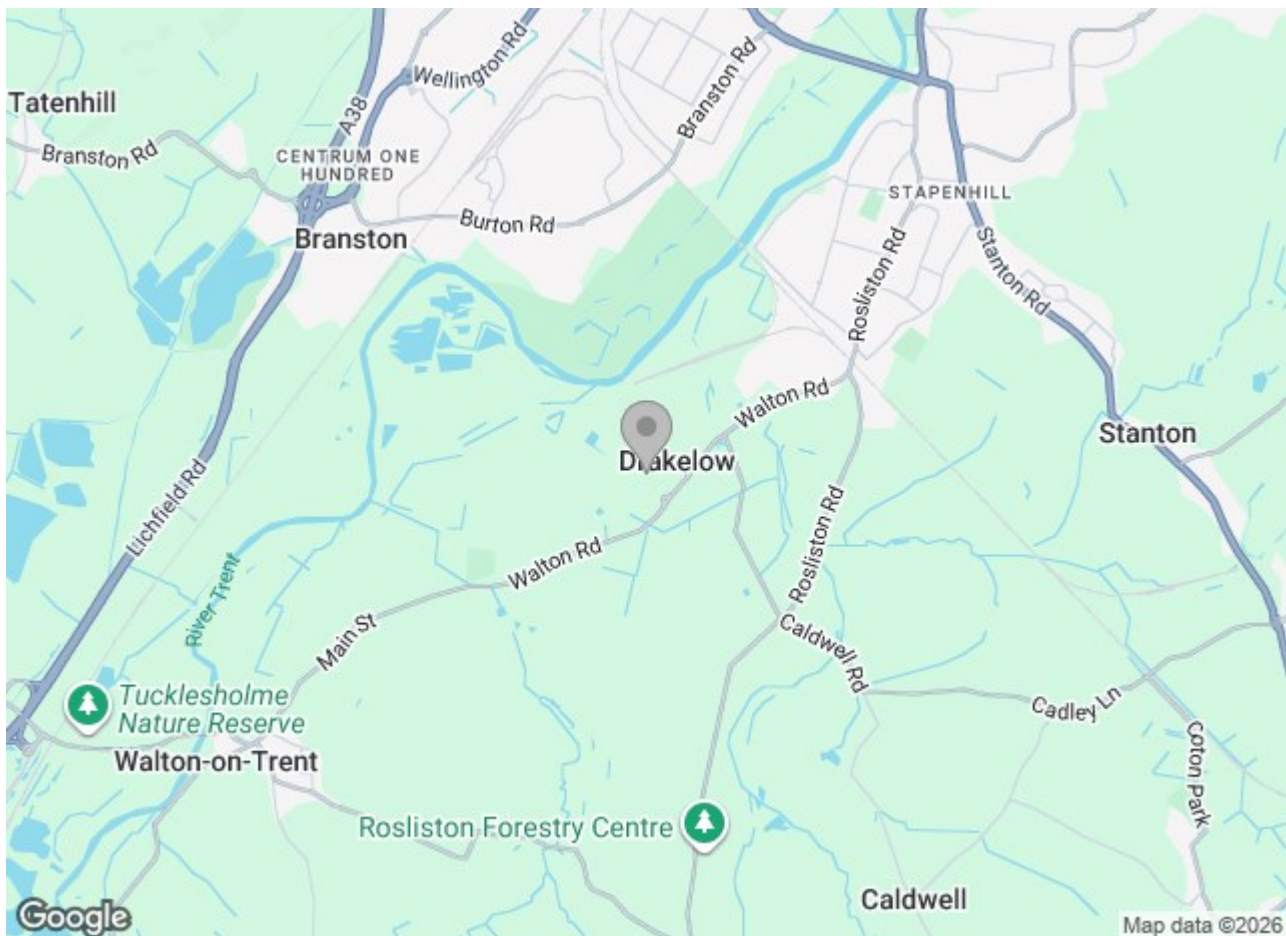 Wellington Rd
Tatenhill
A38
Branston Rd
Branston Rd
CENTRUM ONE
HUNDRED
STAPENHILL
Burton Rd
Branston
Rosliston Rd
Stanton Rd
Walton Rd
Drakelow
Stanton
Lichfield Rd
Rosliston Rd
Walton Rd
River Trent
Main St
Caldwell Rd
Tucklesholme
Nature Reserve
Cadley Ln
Walton-on-Trent
Coton Park
Rosliston Forestry Centre
Caldwell
Google
Map data ©2026